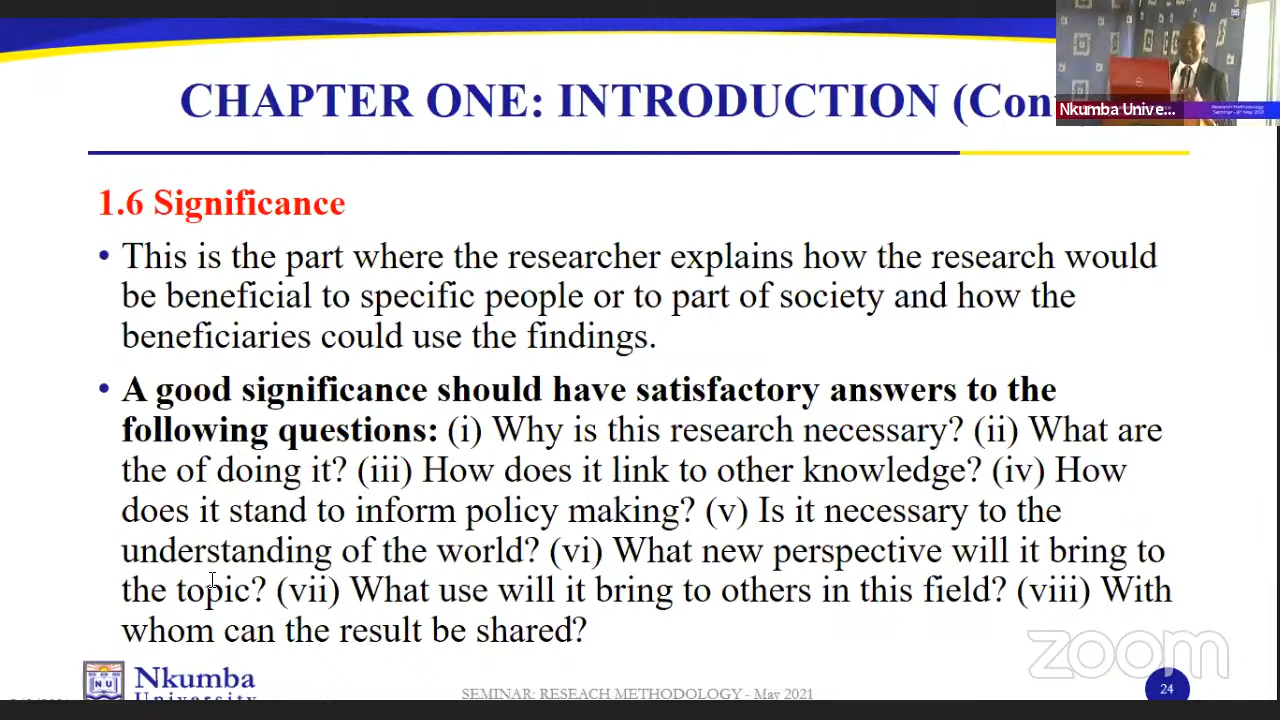 CHAPTER ONE: INTRODUCTION (Con
Nkumba Unive...
Research Methodology
1.6 Significance
• This is the part where the researcher explains how the research would
be beneficial to specific people or to part of society and how the
beneficiaries could use the findings.
• A good significance should have satisfactory answers to the
following questions: (i) Why is this research necessary? (ii) What are
the of doing it? (iii) How does it link to other knowledge? (iv) How
does it stand to inform policy making? (v) Is it necessary to the
understanding of the world? (vi) What new perspective will it bring to
the topic? (vii) What use will it bring to others in this field? (viii) With
whom can the result be shared?
zoom
Nkumba
University
SEMINAR: RESEACH METHODOLOGY - May 2021
24